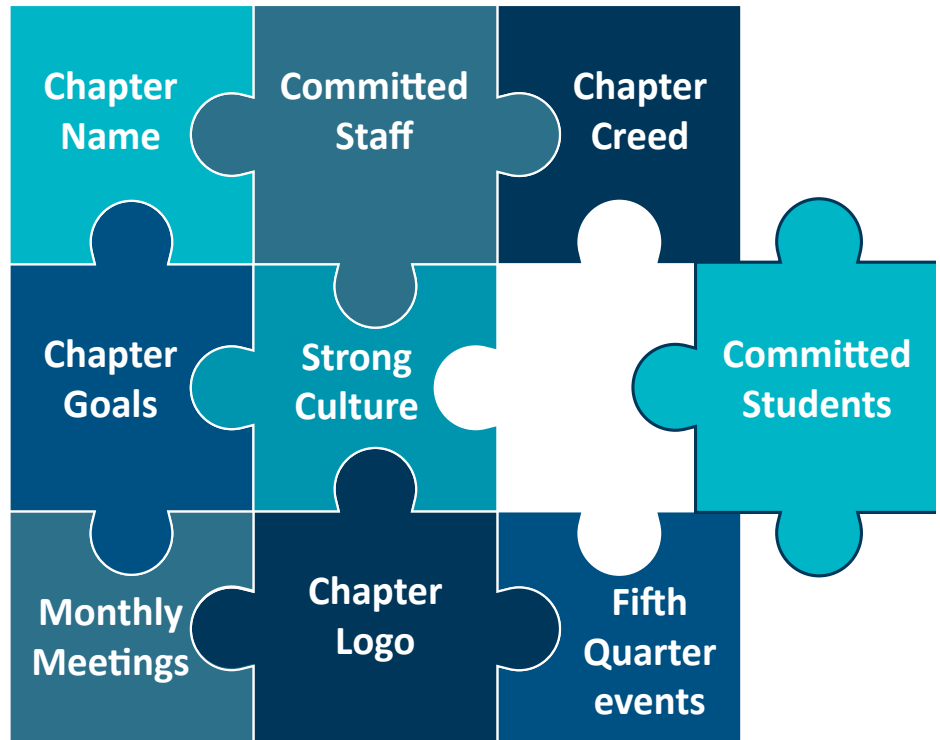 Chapter
Name
Committed
Staff
Chapter
Creed
Chapter
Goals
Strong
Culture
Committed
Students
Monthly
Meetings
Chapter
Logo
Fifth
Quarter
events